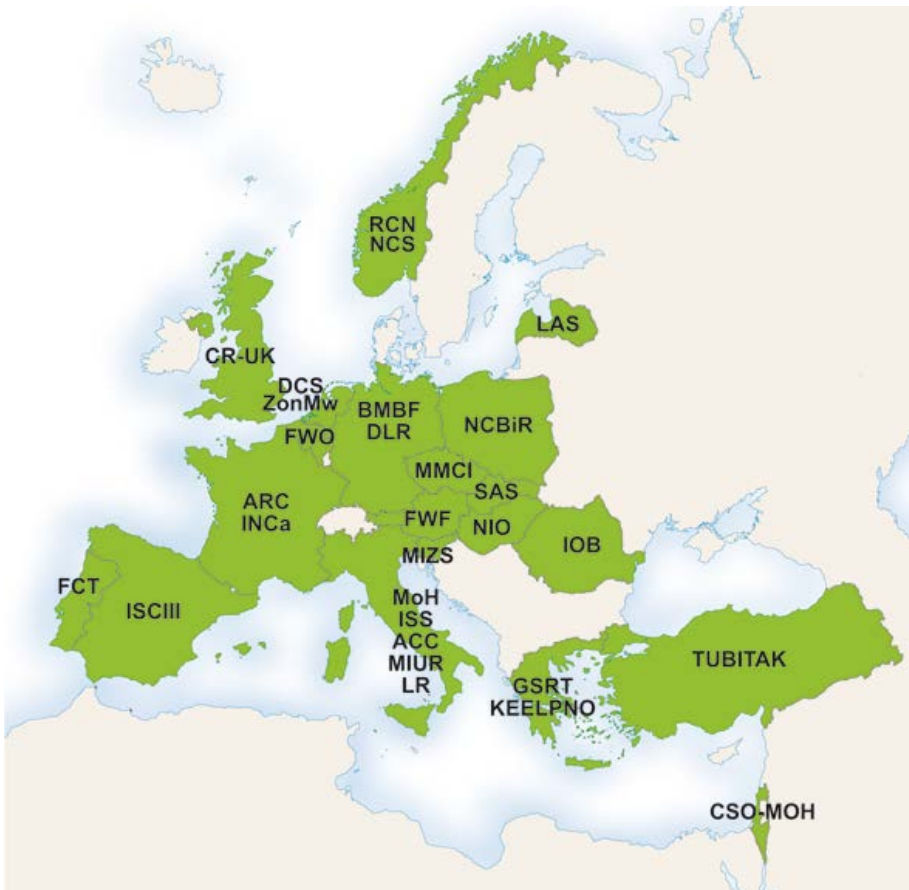 RCN
NCS
LAS
CR-UK
DCS
ZonMw
BMBF
DLR
NCBiR
FWO
MMCI
SAS
ARC
INCa
FWF
NIO
IOB
MIZS
FCT
ISCIII
MoH
ISS
ACC
MIUR
LR
TUBITAK
GSRT
KEELPNO
CSO-MOH